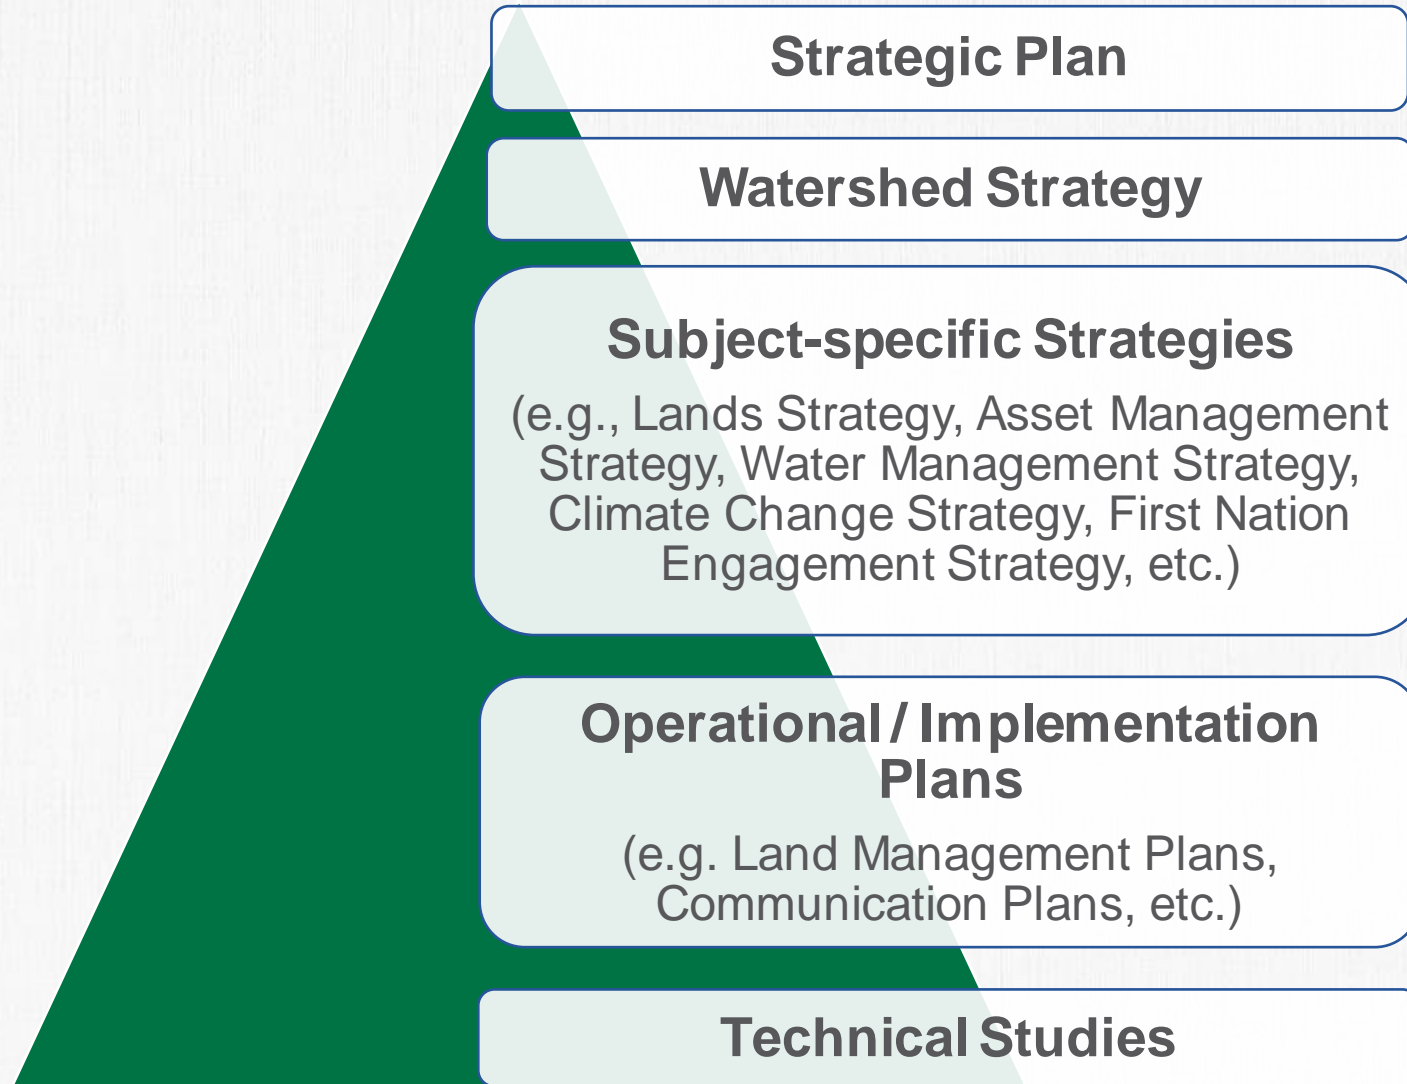 Strategic Plan
Watershed Strategy
Subject-specific Strategies
(e.g., Lands Strategy, Asset Management
Strategy, Water Management Strategy,
Climate Change Strategy, First Nation
Engagement Strategy, etc.)
Operational / Implementation
Plans
(e.g. Land Management Plans,
Communication Plans, etc.)
Technical Studies